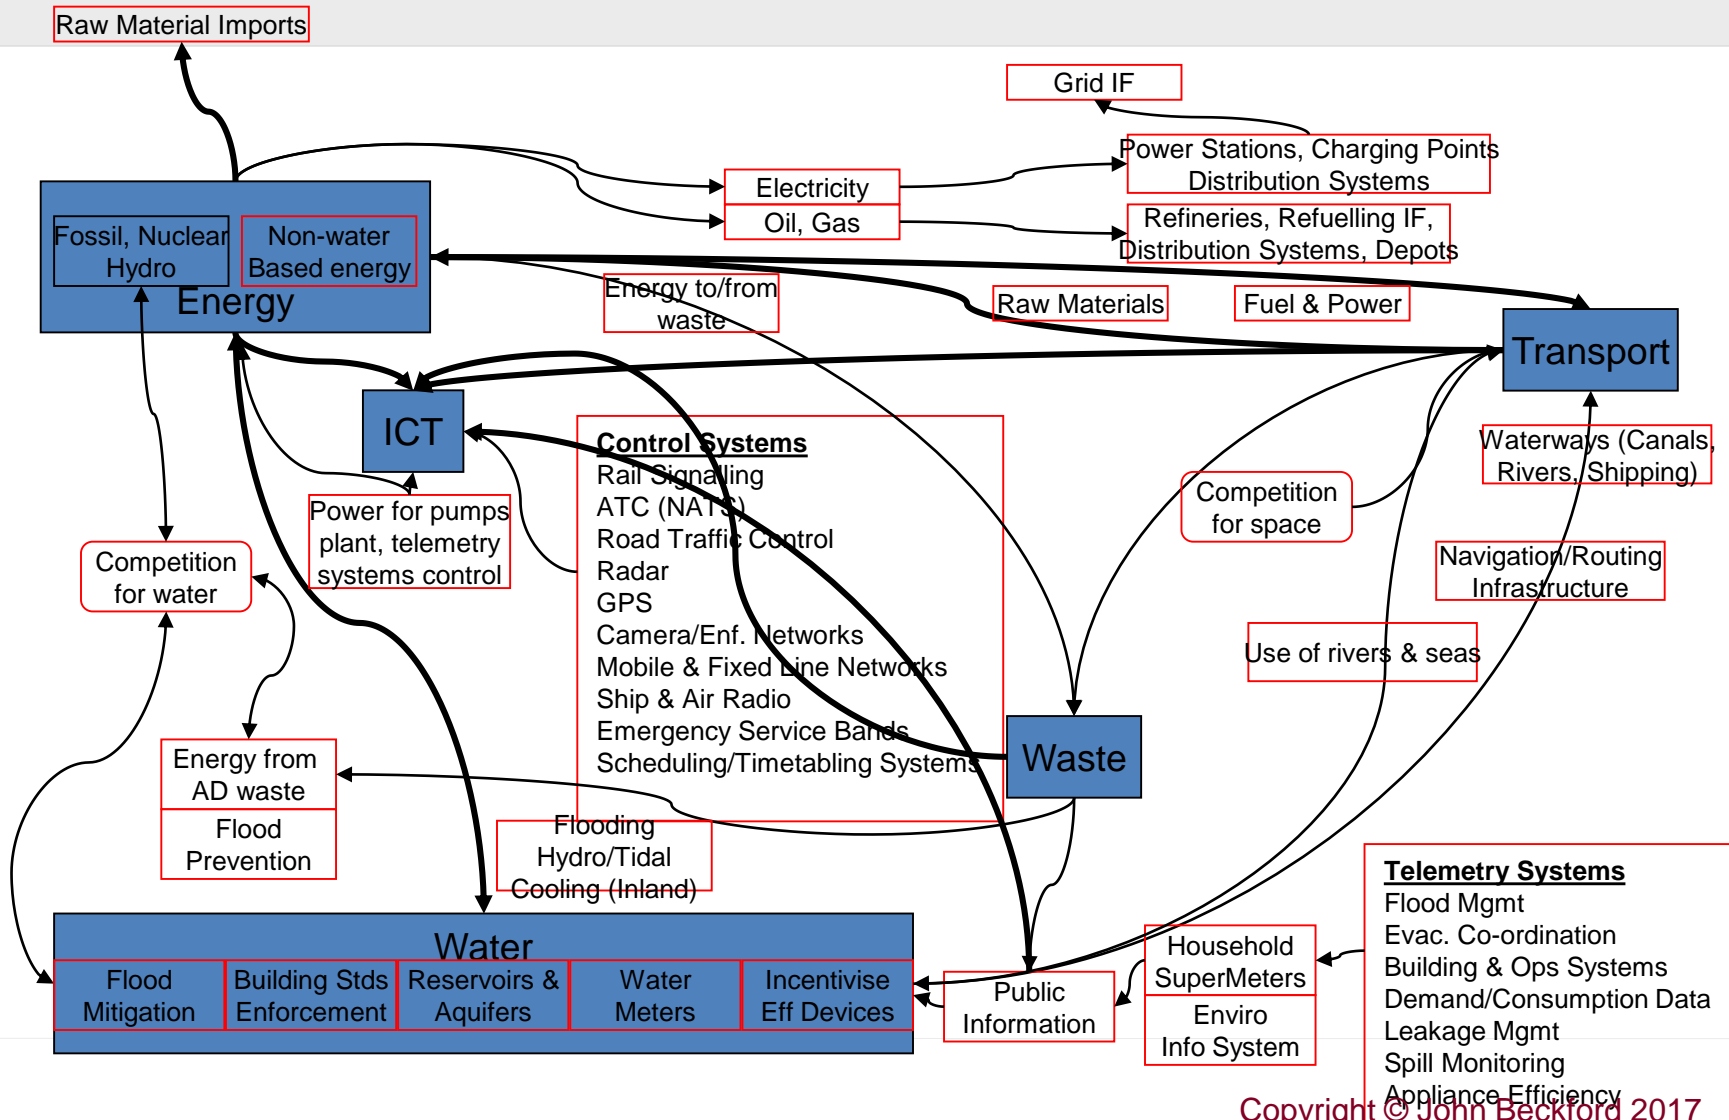 Raw Material Imports
Grid IF
Power Stations, Charging Points
Distribution Systems
Electricity
Oil, Gas
Refineries, Refuelling IF,
Distribution Systems, Depots
Fossil, Nuclear
Hydro
Non-water
Based energy
Energy
Energy to/from
waste
Raw Materials
Fuel & Power
Transport
ICT
Control Systems
Rail Signalling
ATC (NATS)
Road Traffic Control
Radar
GPS
Camera/Enf. Networks
Mobile & Fixed Line Networks
Ship & Air Radio
Emergency Service Bands
Scheduling/Timetabling Systems
Waterways (Canals,
Rivers, Shipping)
Competition
for space
Power for pumps
plant, telemetry
systems control
Competition
for water
Navigation/Routing
Infrastructure
Use of rivers & seas
Waste
Energy from
AD waste
Flood
Prevention
Flooding
Hydro/Tidal
Cooling (Inland)
Water
Flood
Mitigation
Building Stds
Enforcement
Reservoirs &
Aquifers
Water
Meters
Incentivise
Eff Devices
Public
Information
Household
SuperMeters
Enviro
Info System
Telemetry Systems
Flood Mgmt
Evac. Co-ordination
Building & Ops Systems
Demand/Consumption Data
Leakage Mgmt
Spill Monitoring
Appliance Efficiency
Copyright © John Beckford 2017